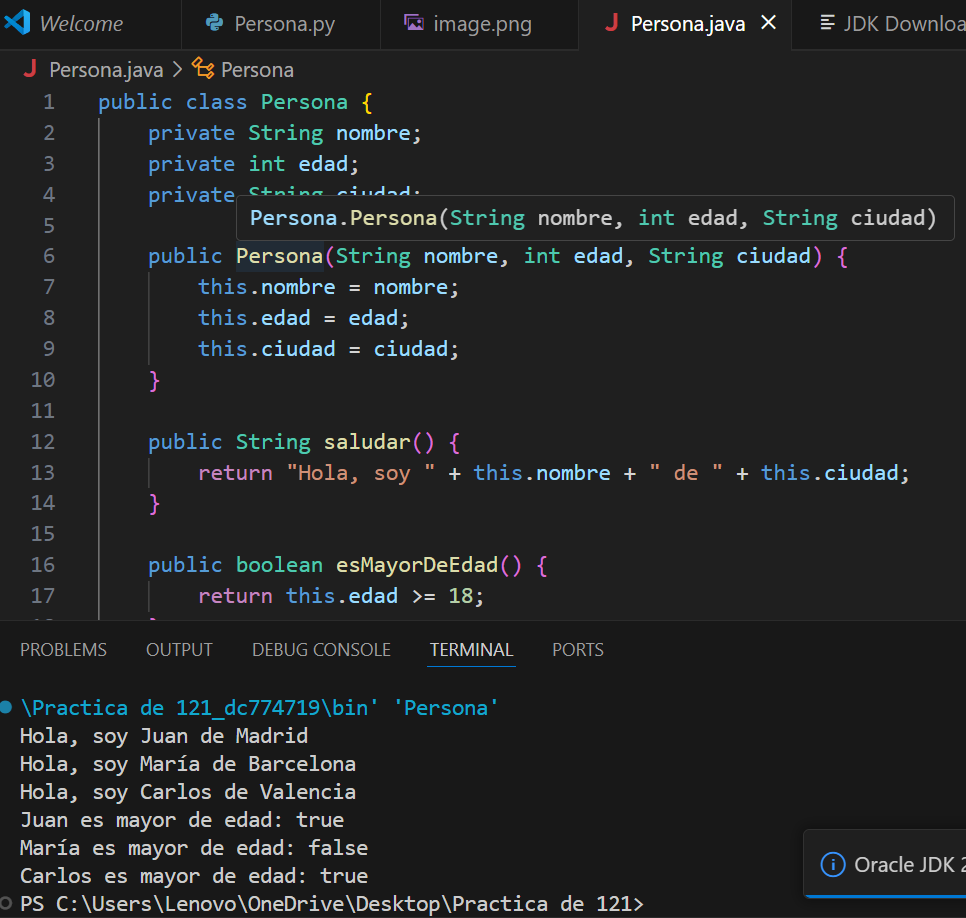 Welcome Persona.py image.png Persona.java JDK Downloa
Persona.java > Persona
1 public class Persona {
2 private String nombre;
3 private int edad;
4 private String ciudad;
Persona.Persona(String nombre, int edad, String ciudad)
5
6 public Persona(String nombre, int edad, String ciudad) {
7 this.nombre = nombre;
8 this.edad = edad;
9 this.ciudad = ciudad;
10 }
11
12 public String saludar() {
13 return "Hola, soy " + this.nombre + " de " + this.ciudad;
14 }
15
16 public boolean esMayorDeEdad() {
17 return this.edad >= 18;
PROBLEMS OUTPUT DEBUG CONSOLE TERMINAL PORTS
\Practica de 121_dc774719\bin' 'Persona'
Hola, soy Juan de Madrid
Hola, soy María de Barcelona
Hola, soy Carlos de Valencia
Juan es mayor de edad: true
María es mayor de edad: false
Carlos es mayor de edad: true
Oracle JDK 2
PS C:\Users\Lenovo\OneDrive\Desktop\Practica de 121>